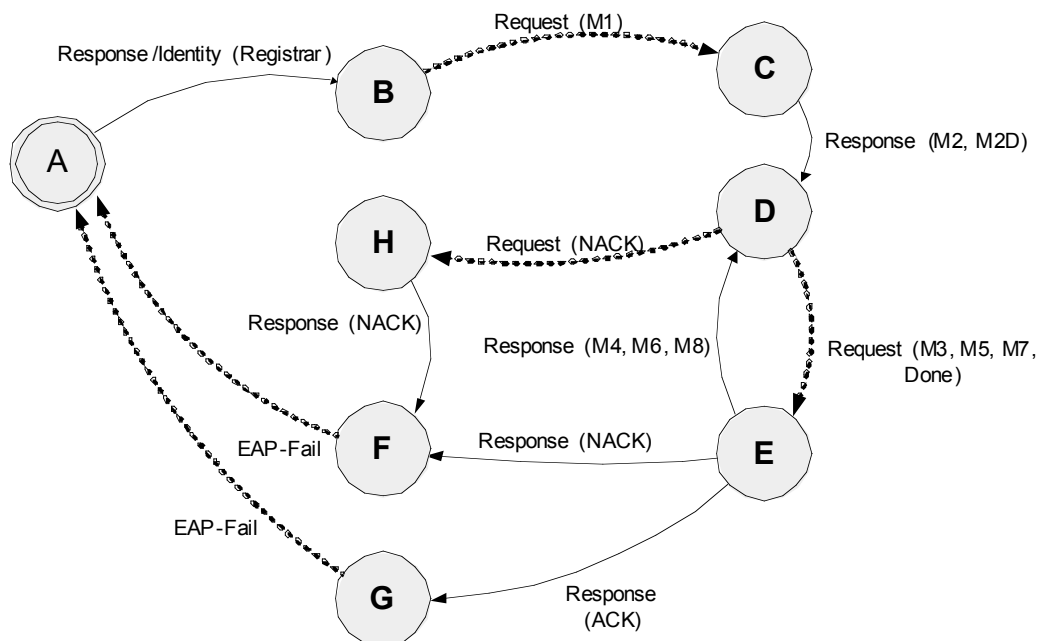 Request (M1)
Response/Identity (Registrar)
B
C
A
Response (M2, M2D)
D
H
Request (NACK)
Response (NACK)
Response (M4, M6, M8)
Request (M3, M5, M7,
Done)
F
EAP-Fail
Response (NACK)
E
EAP-Fail
G
Response
(ACK)